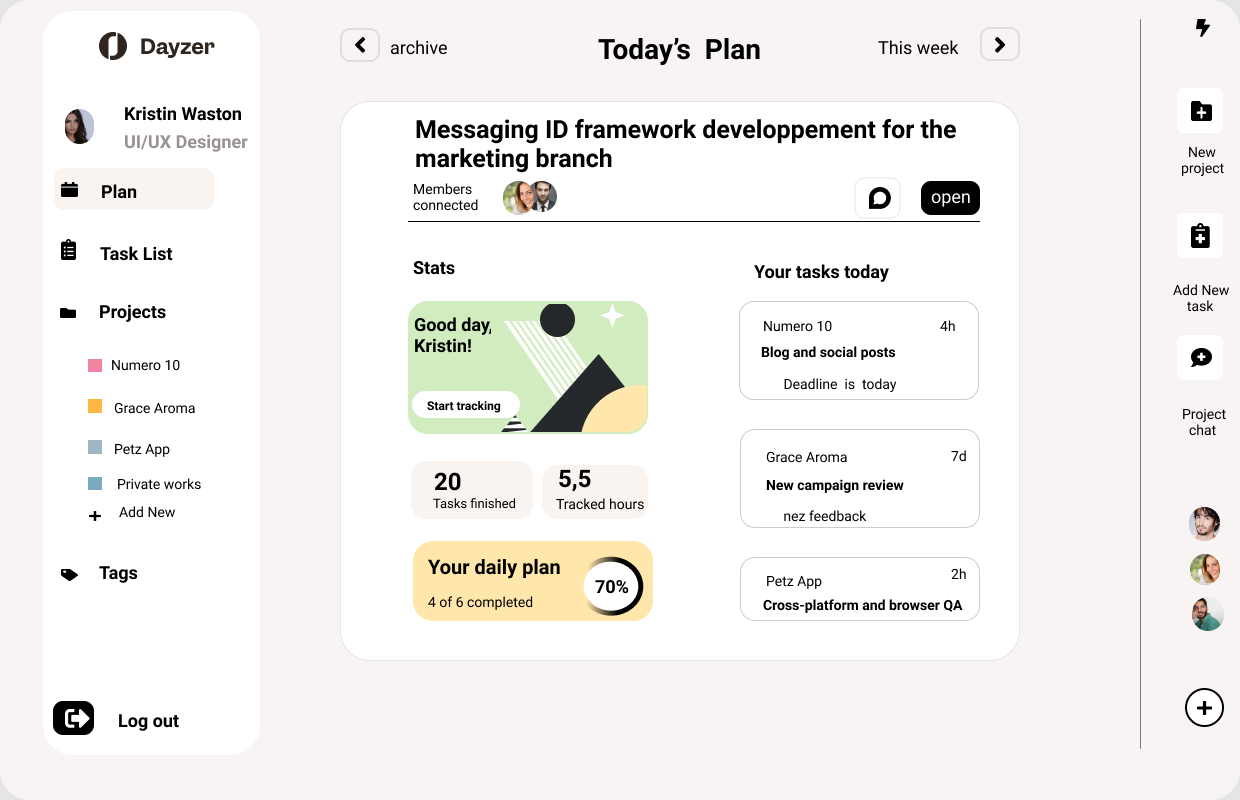 Dayzer
Kristin Waston
UI/UX Designer
Plan
Task List
Projects
Numero 10
Grace Aroma
Petz App
Private works
Add New
Tags
Log out
archive
Today’s Plan
This week
Messaging ID framework developpement for the
marketing branch
Members
connected
open
Stats
Good day,
Kristin!
Start tracking
20
Tasks finished
5,5
Tracked hours
Your daily plan
4 of 6 completed
70%
Your tasks today
Numero 10
4h
Blog and social posts
Deadline is today
Grace Aroma
7d
New campaign review
nez feedback
Petz App
2h
Cross-platform and browser QA
New
project
Add New
task
Project
chat